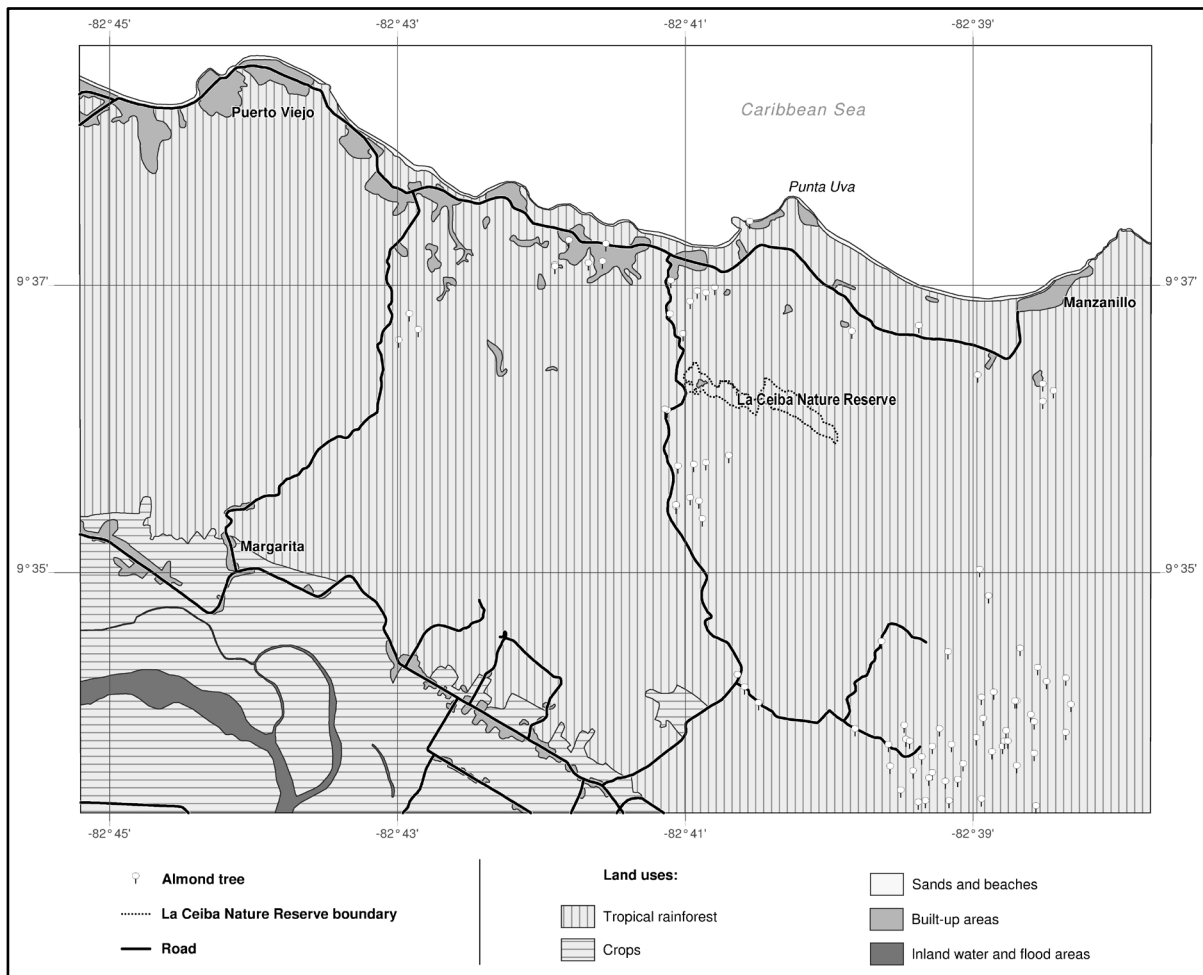 -82°45'
-82°43'
-82°41'
-82°39'
Caribbean Sea
Puerto Viejo
Punta Uva
9°37'
9°37'
Manzanillo
La Ceiba Nature Reserve
Margarita
9°35'
9°35'
-82°45'
-82°43'
-82°41'
-82°39'
Almond tree
La Ceiba Nature Reserve boundary
Road
Land uses:
Tropical rainforest
Crops
Sands and beaches
Built-up areas
Inland water and flood areas